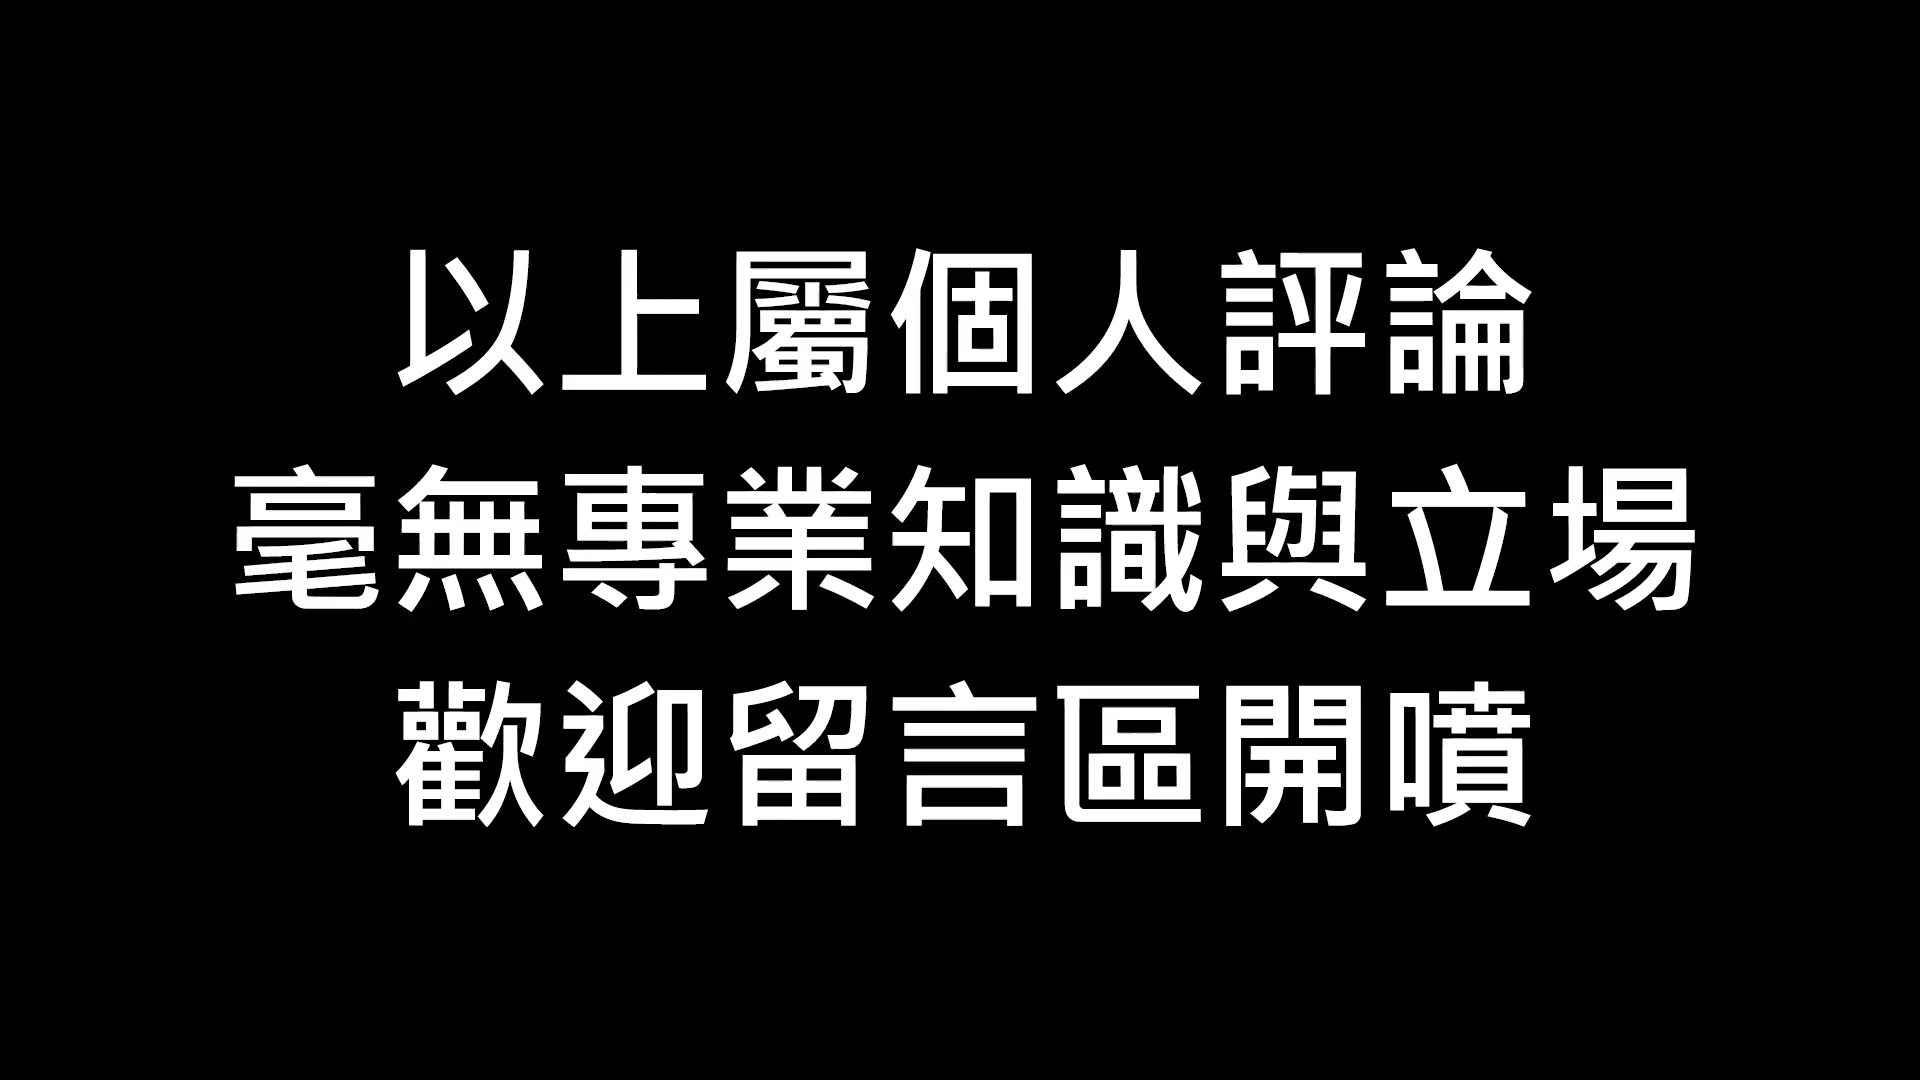 以上屬個人評論
毫無專業知識與立場
歡迎留言區開噴